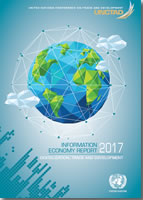 UNITED NATIONS CONFERENCE ON TRADE AND DEVELOPMENT
UNCTAD
INFORMATION
ECONOMY REPORT 2017
DIGITALIZATION, TRADE AND DEVELOPMENT